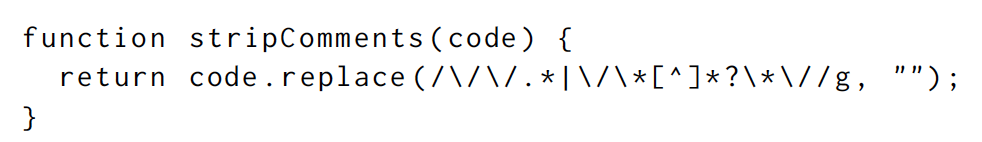 function stripComments(code) {
  return code.replace(/\/\/.*|\/\*[^]*?\*\//g, "");
}